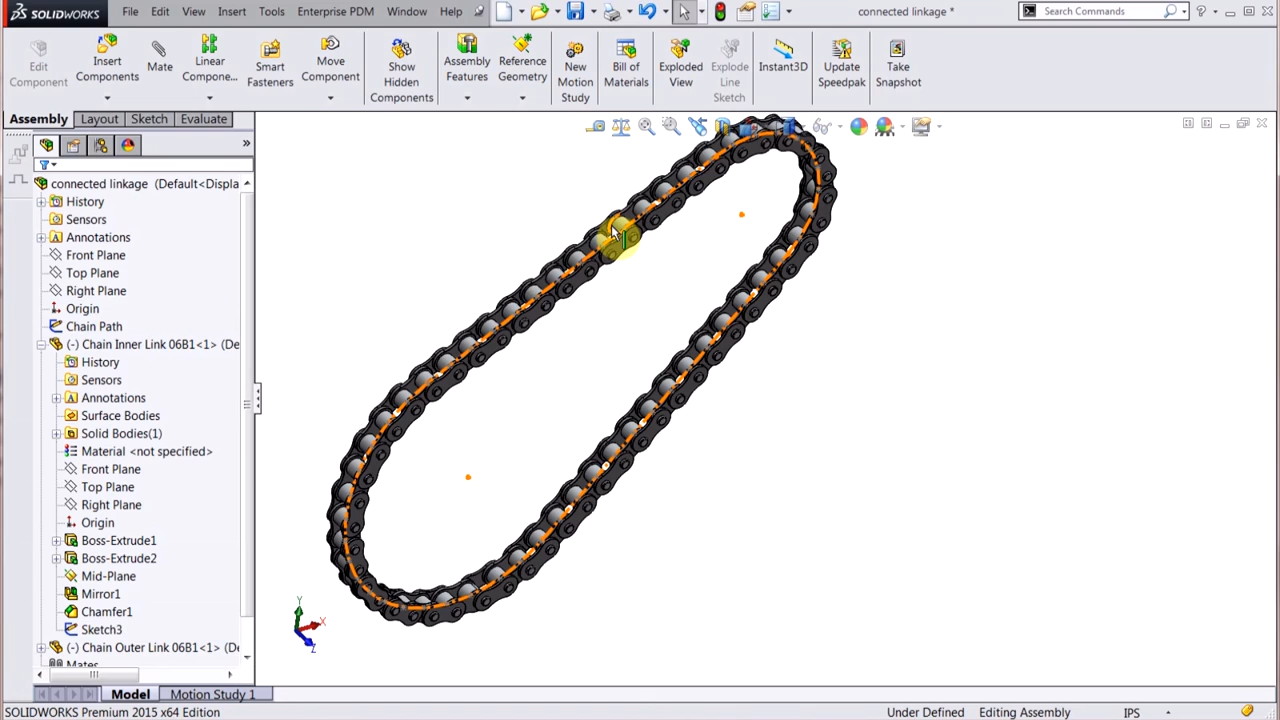 SOLIDWORKS File Edit View Insert Tools Enterprise PDM Window Help connected linkage * Search Commands ?
Edit Component Insert Components Mate Linear Compone... Smart Fasteners Move Component Show Hidden Components Assembly Features Reference Geometry New Motion Study Bill of Materials Exploded View Explode Line Sketch Instant3D Update Speedpak Take Snapshot
Assembly Layout Sketch Evaluate
»
connected linkage (Default<Displa
History
Sensors
Annotations
Front Plane
Top Plane
Right Plane
Origin
Chain Path
(-) Chain Inner Link 06B1<1> (De
History
Sensors
Annotations
Surface Bodies
Solid Bodies(1)
Material <not specified>
Front Plane
Top Plane
Right Plane
Origin
Boss-Extrude1
Boss-Extrude2
Mid-Plane
Mirror1
Chamfer1
Sketch3
(-) Chain Outer Link 06B1<1> (De
Mates
Y
X
Z
Model Motion Study 1
SOLIDWORKS Premium 2015 x64 Edition Under Defined Editing Assembly IPS